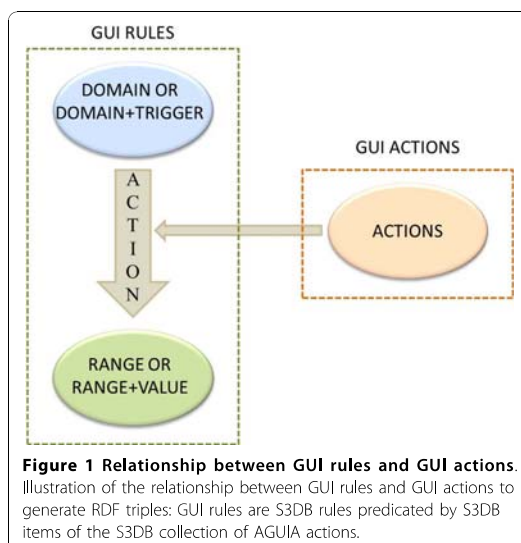 GUI RULES
DOMAIN OR
DOMAIN+TRIGGER
GUI ACTIONS
ACTION
ACTIONS
RANGE OR
RANGE+VALUE
Figure 1 Relationship between GUI rules and GUI actions.
Illustration of the relationship between GUI rules and GUI actions to
generate RDF triples: GUI rules are S3DB rules predicated by S3DB
items of the S3DB collection of AGUIA actions.